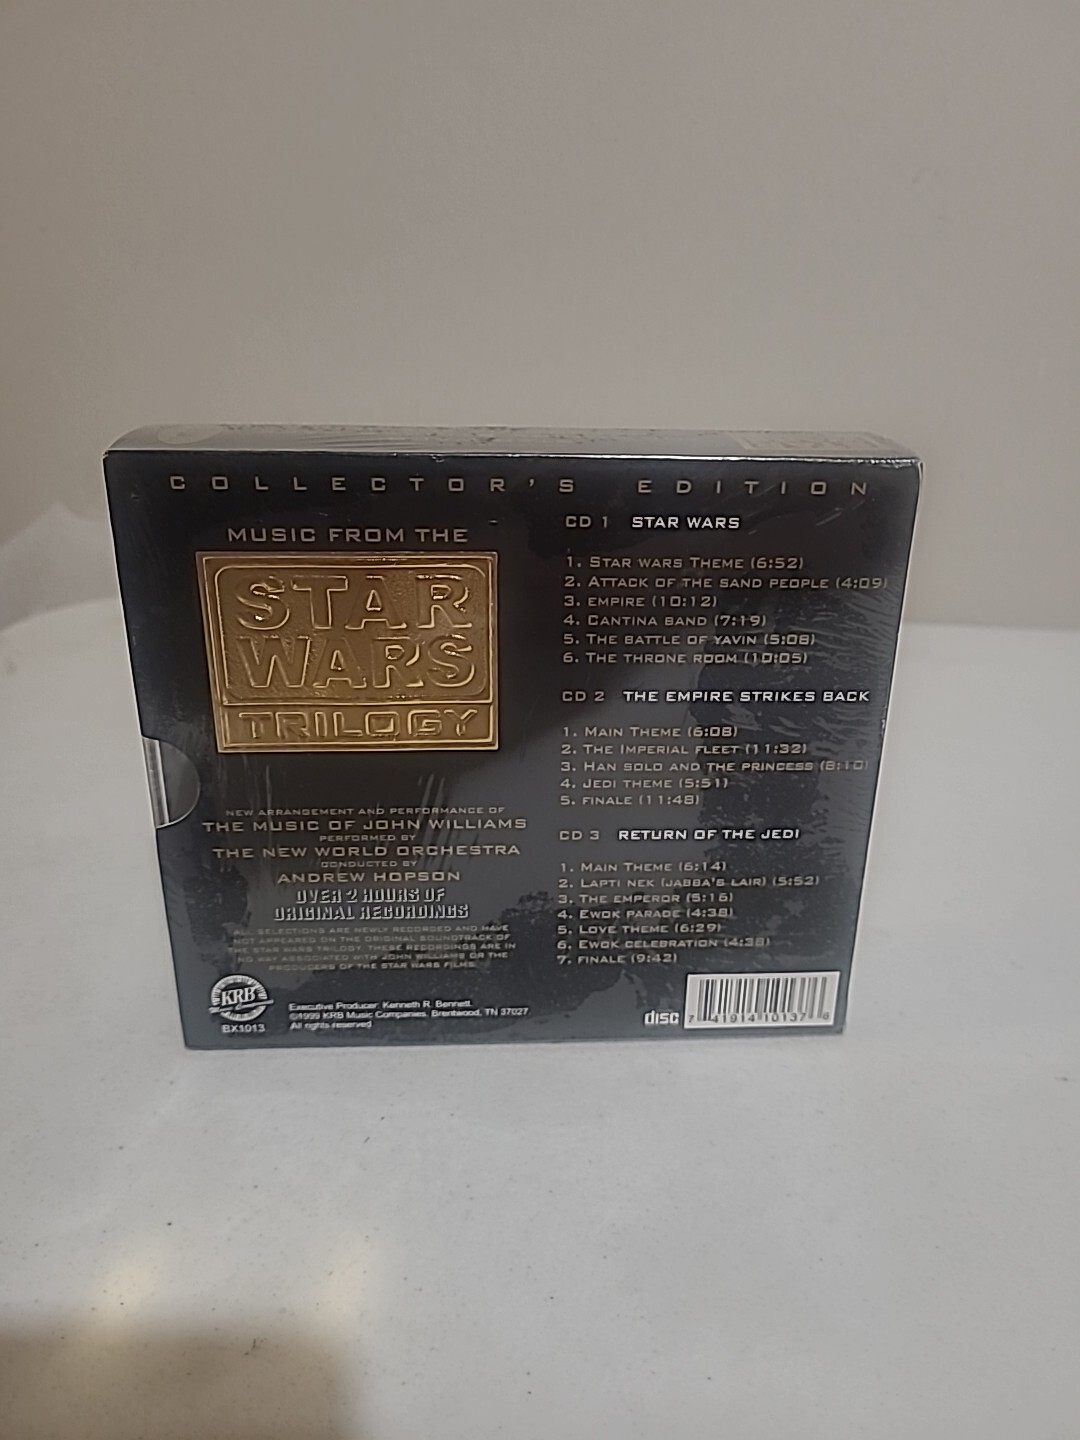 COLLECTOR'S EDITION
MUSIC FROM THE
STAR
WARS
TRILOGY
NEW ARRANGEMENT AND PERFORMANCE OF
THE MUSIC OF JOHN WILLIAMS
PERFORMED BY
THE NEW WORLD ORCHESTRA
CONDUCTED BY
ANDREW HOPSON
OVER 2 HOURS OF
ORIGINAL RECORDINGS
ALL SELECTIONS ARE NEWLY RECORDED AND HAVE
NOT APPEARED ON THE ORIGINAL SOUNDTRACK OF
THE STAR WARS TRILOGY. THESE RECORDINGS ARE IN
NO WAY ASSOCIATED WITH JOHN WILLIAMS OR THE
PRODUCERS OF THE STAR WARS FILMS.
KRB
BX1013
Executive Producer: Kenneth R. Bennett.
©1999 KRB Music Companies, Brentwood, TN 37027.
All rights reserved
CD 1 STAR WARS
1. STAR WARS THEME (6:52)
2. ATTACK OF THE SAND PEOPLE (4:09)
3. EMPIRE (10:12)
4. CANTINA BAND (7:19)
5. THE BATTLE OF YAVIN (5:08)
6. THE THRONE ROOM (10:05)
CD 2 THE EMPIRE STRIKES BACK
1. MAIN THEME (6:08)
2. THE IMPERIAL FLEET (11:32)
3. HAN SOLO AND THE PRINCESS (8:10)
4. JEDI THEME (5:51)
5. FINALE (11:48)
CD 3 RETURN OF THE JEDI
1. MAIN THEME (6:14)
2. LAPTI NEK (JABBA'S LAIR) (5:52)
3. THE EMPEROR (5:16)
4. EWOK PARADE (4:38)
5. LOVE THEME (6:29)
6. EWOK CELEBRATION (4:38)
7. FINALE (9:42)
disc
7 41914 10137 6